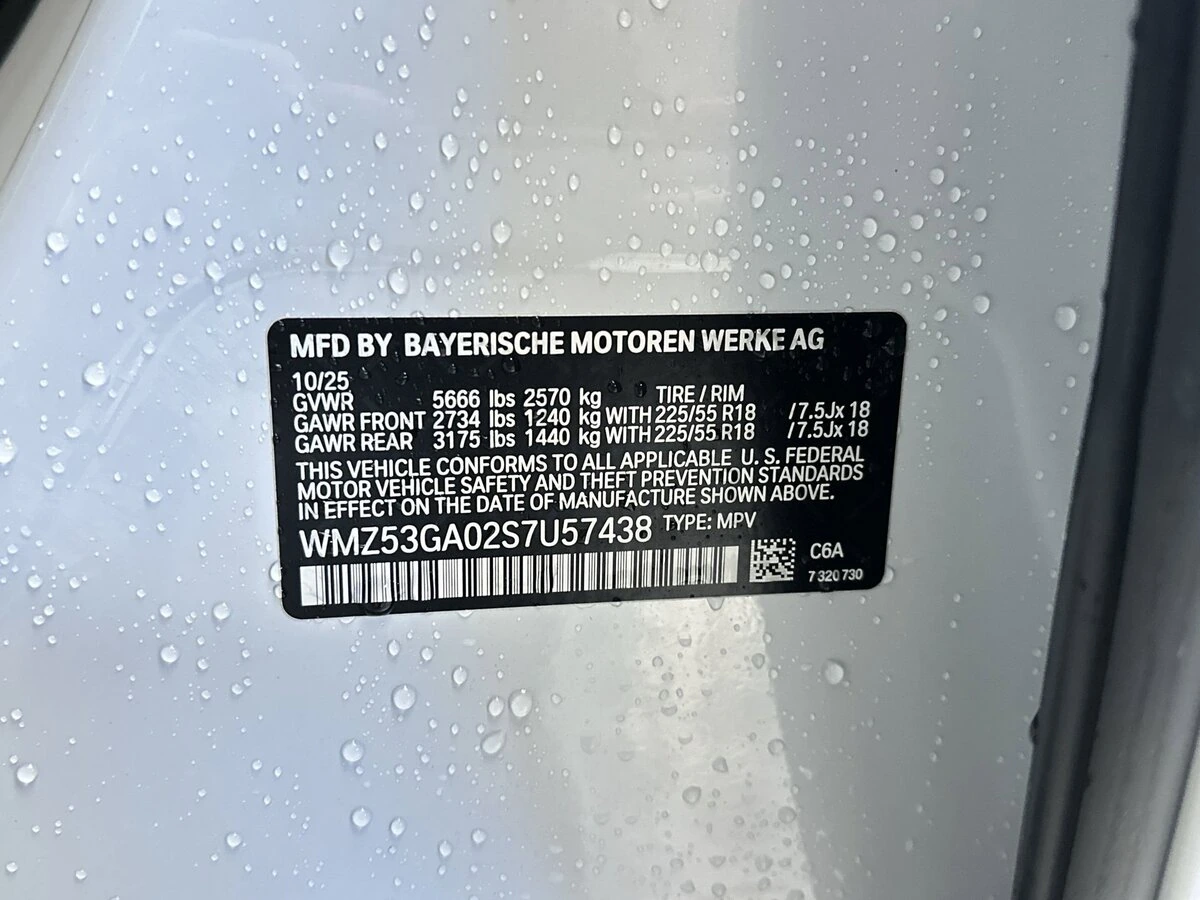 MFD BY BAYERISCHE MOTOREN WERKE AG
10/25
GVWR 5666 lbs 2570 kg TIRE / RIM
GAWR FRONT 2734 lbs 1240 kg WITH 225/55 R18 /7.5Jx 18
GAWR REAR 3175 lbs 1440 kg WITH 225/55 R18 /7.5Jx 18
THIS VEHICLE CONFORMS TO ALL APPLICABLE U. S. FEDERAL
MOTOR VEHICLE SAFETY AND THEFT PREVENTION STANDARDS
IN EFFECT ON THE DATE OF MANUFACTURE SHOWN ABOVE.
WMZ53GA02S7U57438 TYPE: MPV
C6A
7 320 730